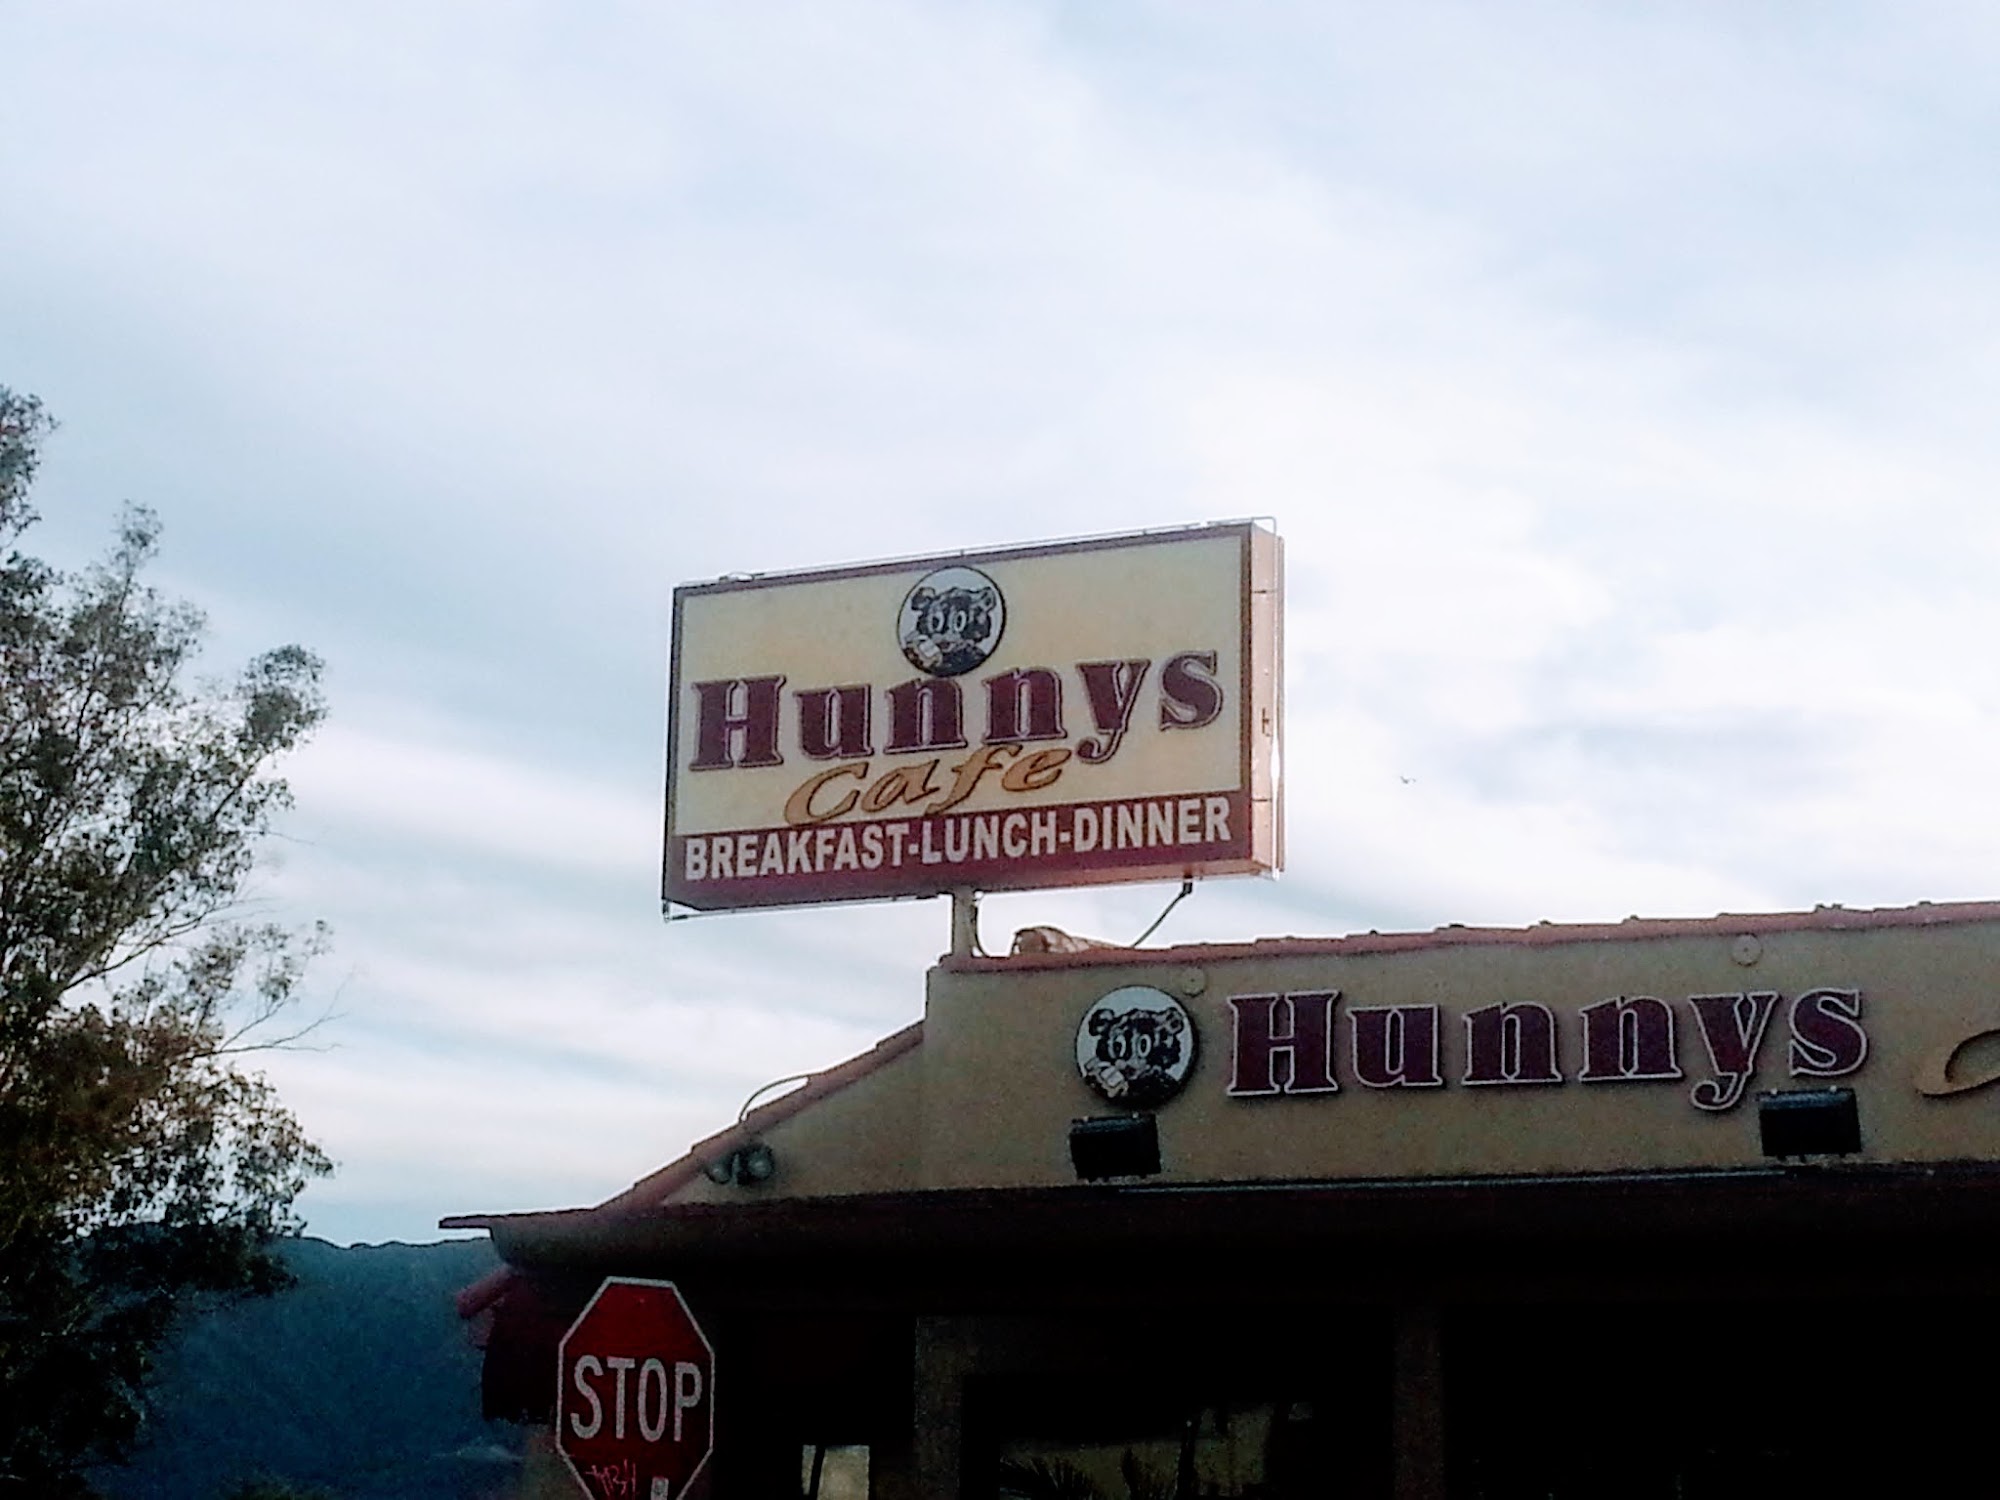 Hunnys
Cafe
BREAKFAST-LUNCH-DINNER
Hunnys
STOP